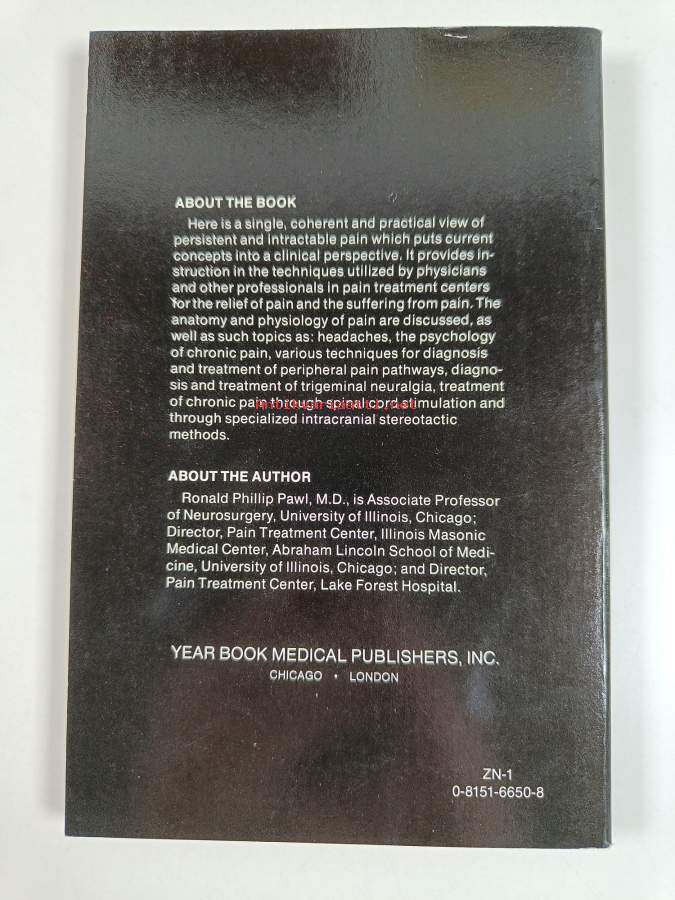 ABOUT THE BOOK
Here is a single, coherent and practical view of
persistent and intractable pain which puts current
concepts into a clinical perspective. It provides in-
struction in the techniques utilized by physicians
and other professionals in pain treatment centers
for the relief of pain and the suffering from pain. The
anatomy and physiology of pain are discussed, as
well as such topics as: headaches, the psychology
of chronic pain, various techniques for diagnosis
and treatment of peripheral pain pathways, diagno-
sis and treatment of trigeminal neuralgia, treatment
of chronic pain through spinal cord stimulation and
through specialized intracranial stereotactic
methods.
ABOUT THE AUTHOR
Ronald Phillip Pawl, M.D., is Associate Professor
of Neurosurgery, University of Illinois, Chicago;
Director, Pain Treatment Center, Illinois Masonic
Medical Center, Abraham Lincoln School of Medi-
cine, University of Illinois, Chicago; and Director,
Pain Treatment Center, Lake Forest Hospital.
YEAR BOOK MEDICAL PUBLISHERS, INC.
CHICAGO • LONDON
ZN-1
0-8151-6650-8